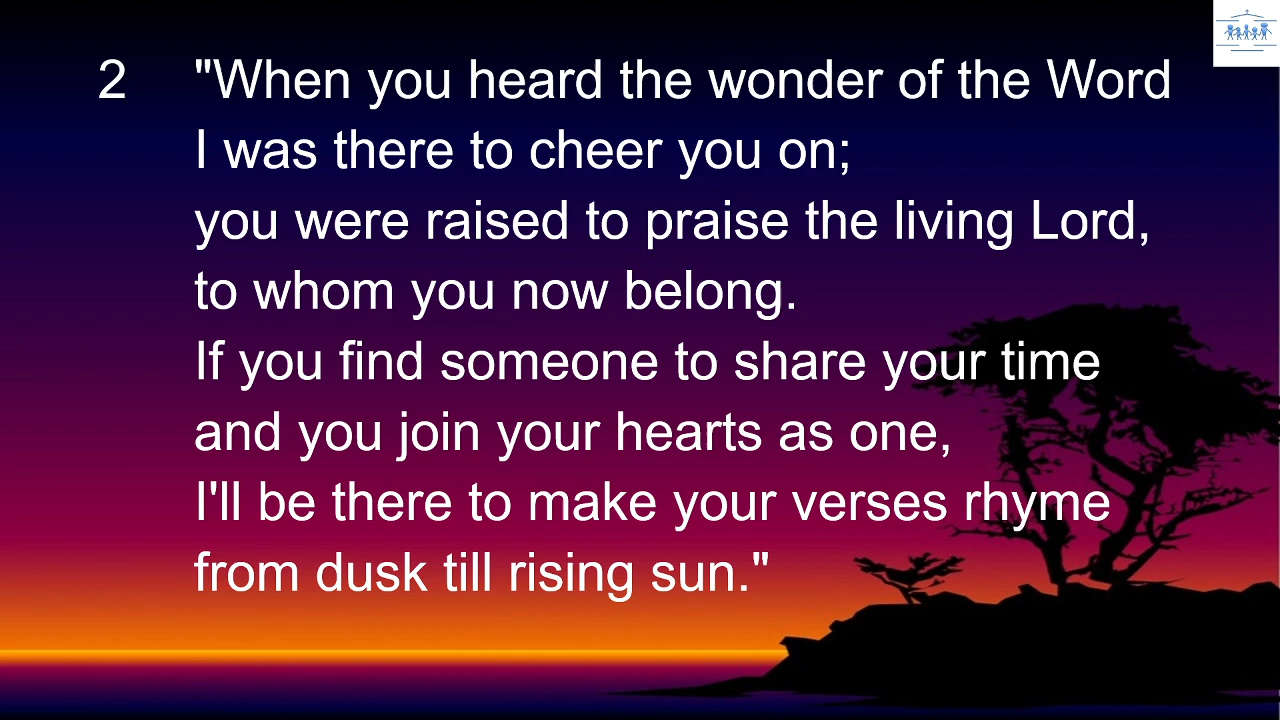 2 "When you heard the wonder of the Word
I was there to cheer you on;
you were raised to praise the living Lord,
to whom you now belong.
If you find someone to share your time
and you join your hearts as one,
I'll be there to make your verses rhyme
from dusk till rising sun."